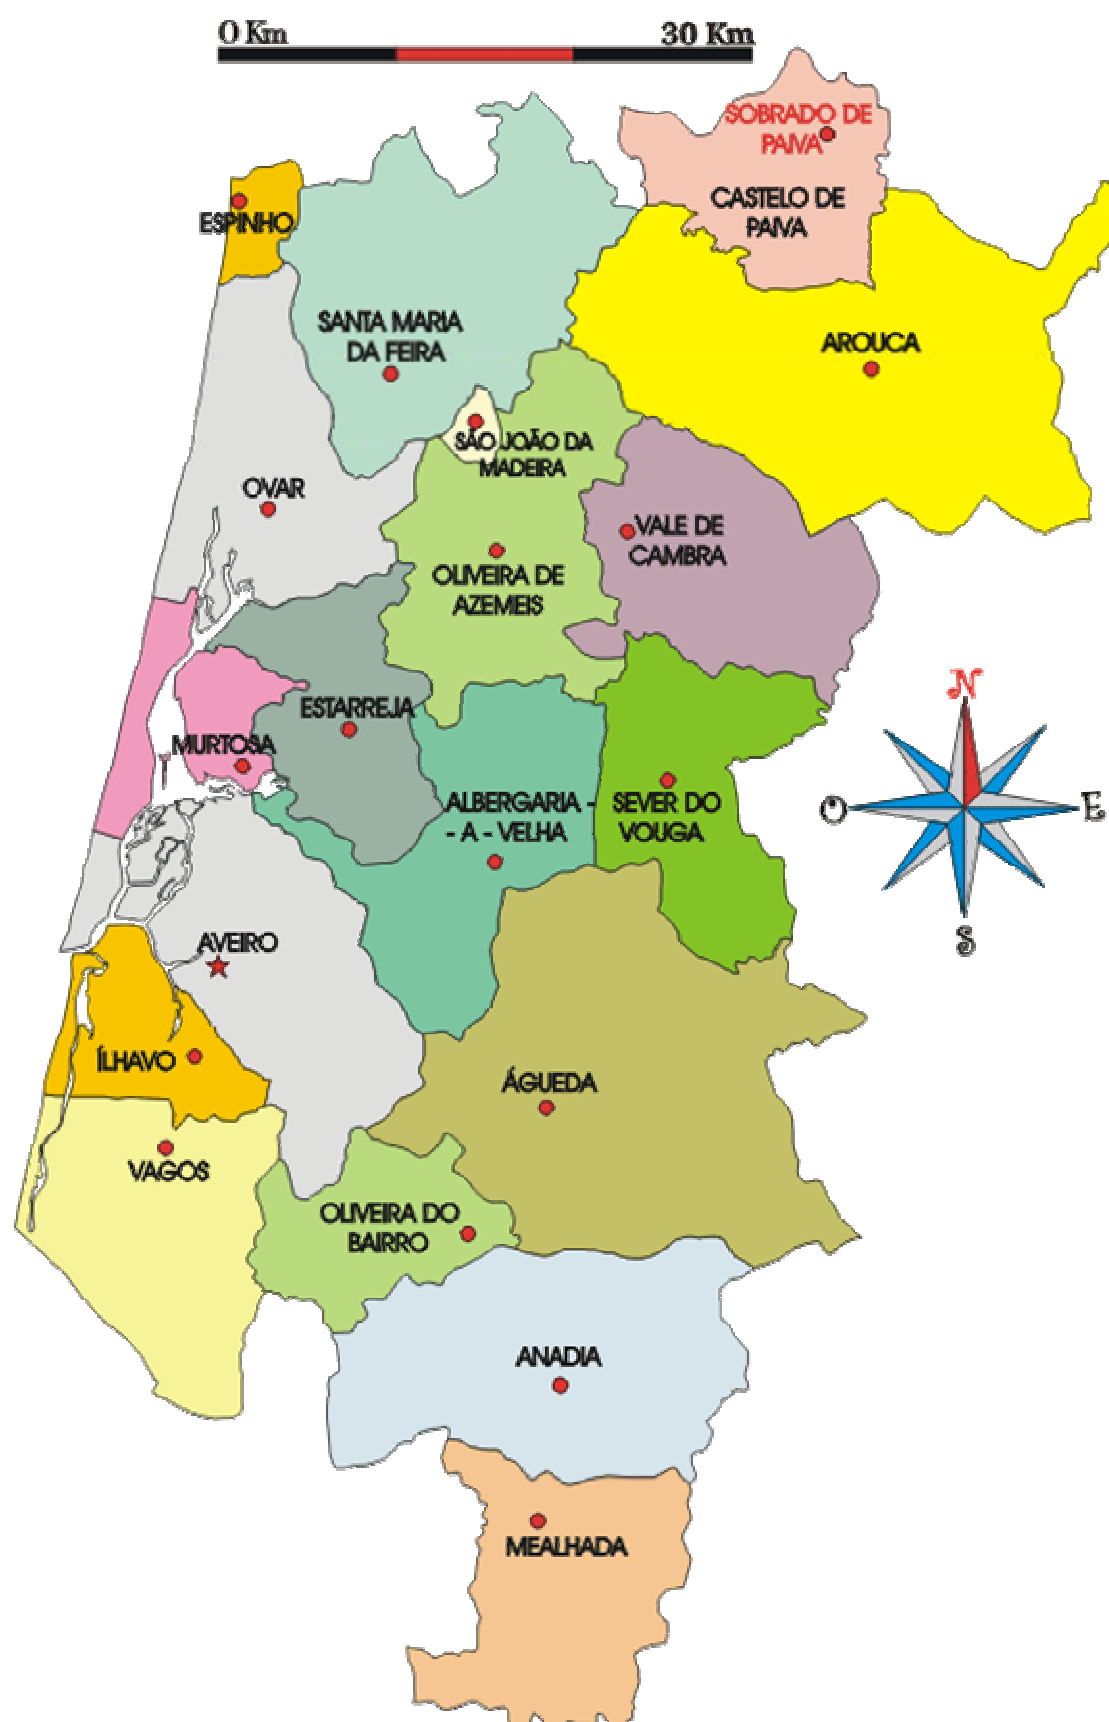 0 Km
30 Km
SOBRADO DE
PAIVA
CASTELO DE
PAIVA
ESPINHO
SANTA MARIA
DA FEIRA
AROUCA
SÃO JOÃO DA
MADEIRA
OVAR
VALE DE
CAMBRA
OLIVEIRA DE
AZEMEIS
N
ESTARREJA
MURTOSA
ALBERGARIA -
- A - VELHA
SEVER DO
VOUGA
O
E
S
AVEIRO
ÍLHAVO
ÁGUEDA
VAGOS
OLIVEIRA DO
BAIRRO
ANADIA
MEALHADA